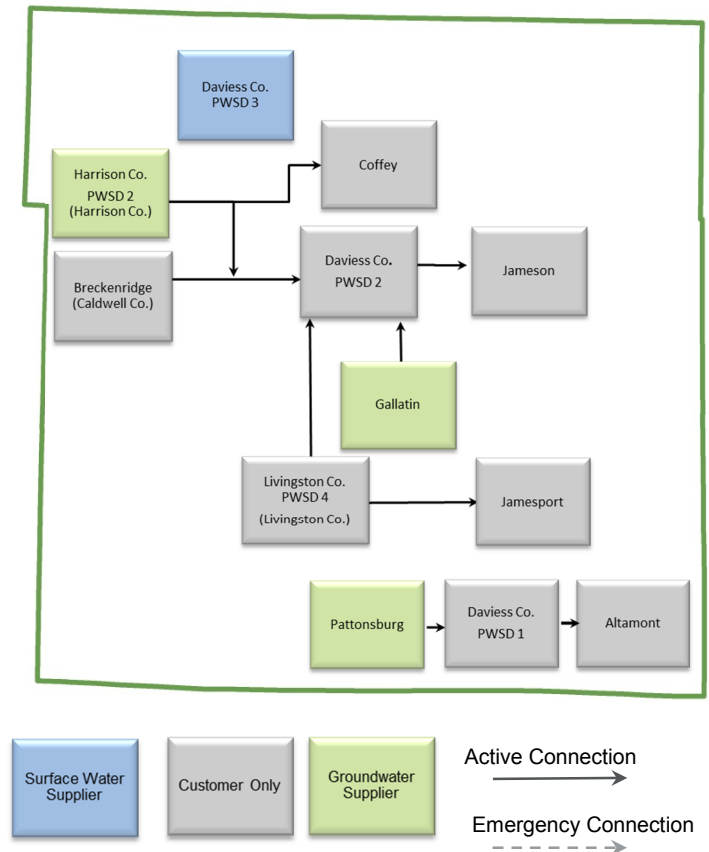 Daviess Co.
PWSD 3
Coffey
Harrison Co.
PWSD 2
(Harrison Co.)
Breckenridge
(Caldwell Co.)
Daviess Co.
PWSD 2
Jameson
Gallatin
Livingston Co.
PWSD 4
(Livingston Co.)
Jamesport
Pattonsburg
Daviess Co.
PWSD 1
Altamont
Surface Water
Supplier
Customer Only
Groundwater
Supplier
Active Connection
Emergency Connection